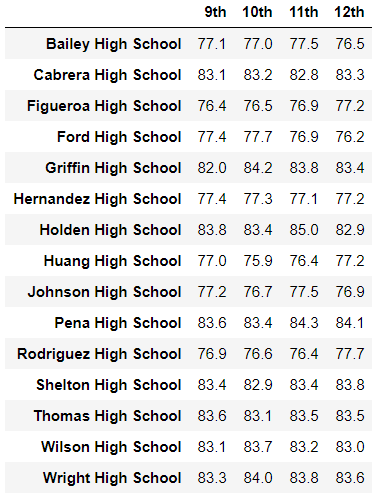 9th 10th 11th 12th
Bailey High School 77.1 77.0 77.5 76.5
Cabrera High School 83.1 83.2 82.8 83.3
Figueroa High School 76.4 76.5 76.9 77.2
Ford High School 77.4 77.7 76.9 76.2
Griffin High School 82.0 84.2 83.8 83.4
Hernandez High School 77.4 77.3 77.1 77.2
Holden High School 83.8 83.4 85.0 82.9
Huang High School 77.0 75.9 76.4 77.2
Johnson High School 77.2 76.7 77.5 76.9
Pena High School 83.6 83.4 84.3 84.1
Rodriguez High School 76.9 76.6 76.4 77.7
Shelton High School 83.4 82.9 83.4 83.8
Thomas High School 83.6 83.1 83.5 83.5
Wilson High School 83.1 83.7 83.2 83.0
Wright High School 83.3 84.0 83.8 83.6